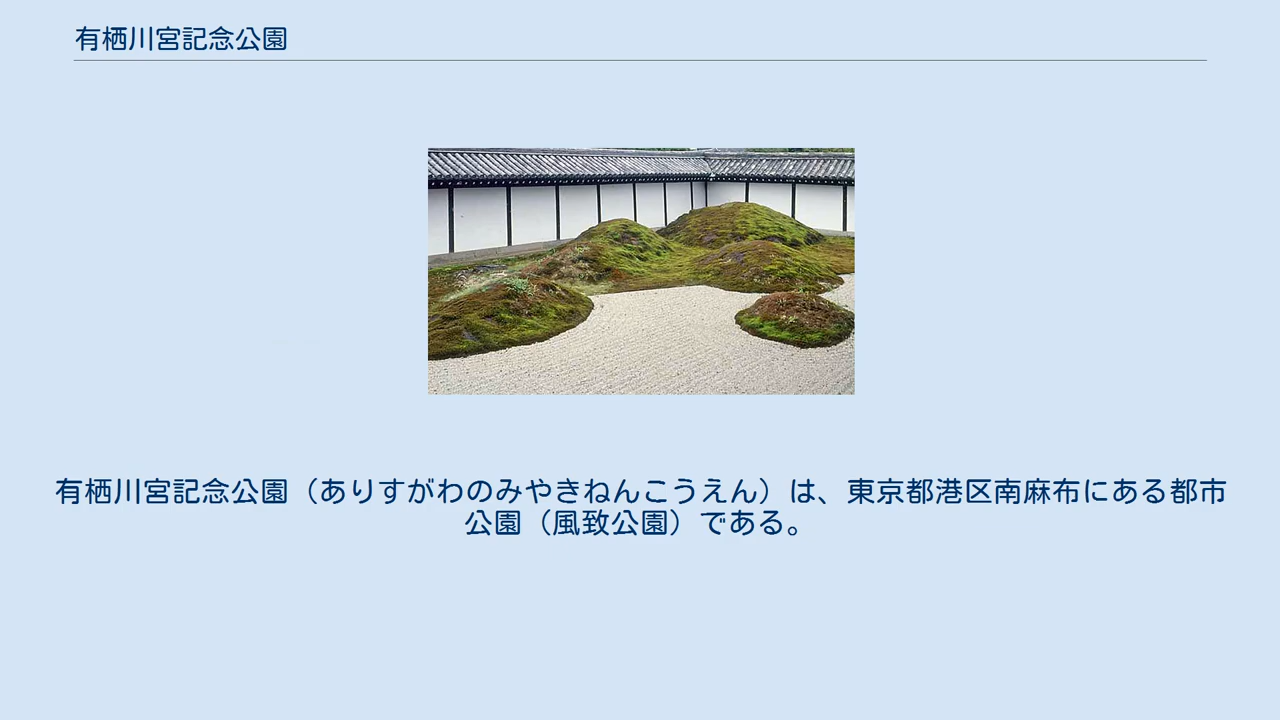 有栖川宮記念公園
有栖川宮記念公園（ありすがわのみやきねんこうえん）は、東京都港区南麻布にある都市
公園（風致公園）である。